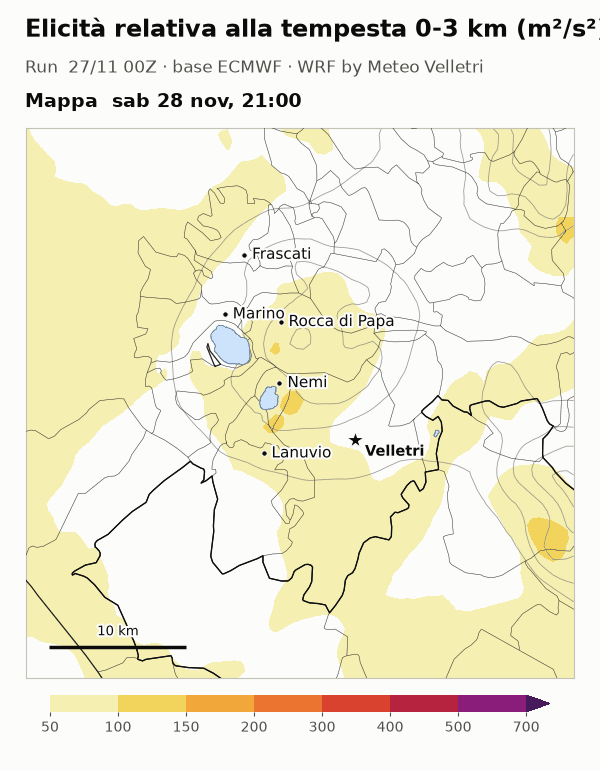 Elicità relativa alla tempesta 0-3 km (m²/s²)
Run  27/11 00Z · base ECMWF · WRF by Meteo Velletri
Mappa  sab 28 nov, 21:00
Frascati
Marino
Rocca di Papa
Nemi
Velletri
Lanuvio
10 km
50 100 150 200 300 400 500 700